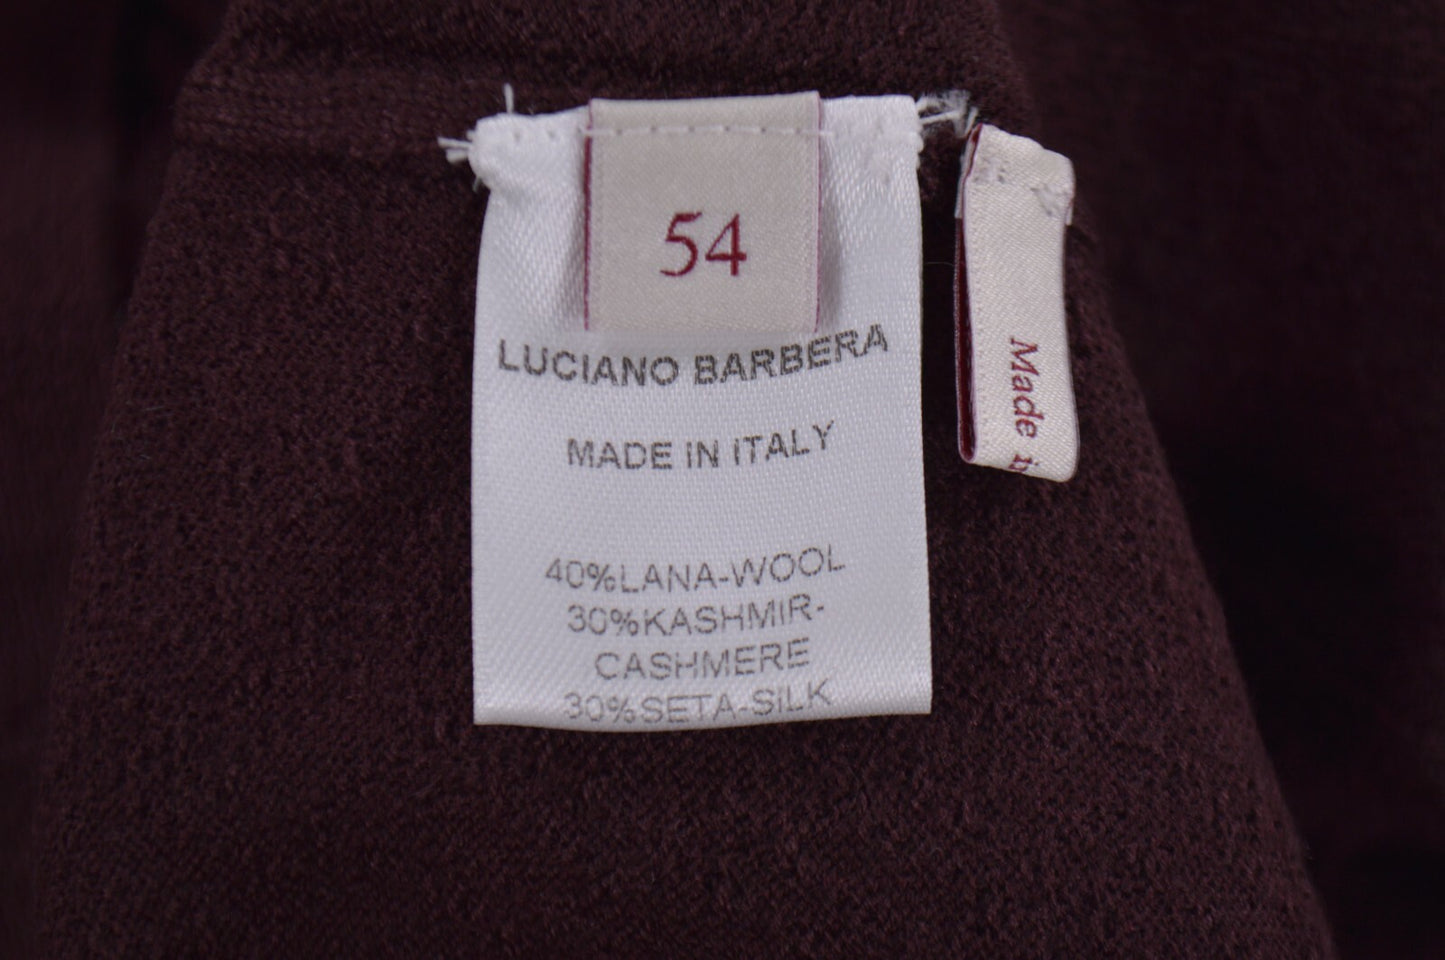 54
LUCIANO BARBERA
MADE IN ITALY
40%LANA-WOOL
30%KASHMIR-
CASHMERE
30%SETA-SILK
Made